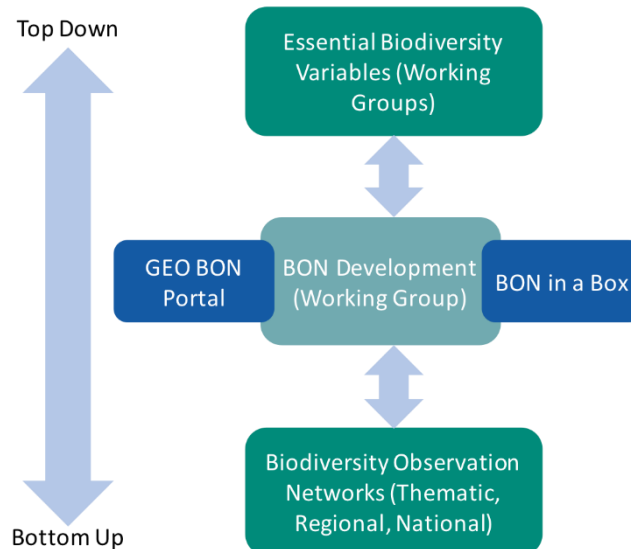 Top Down
Essential Biodiversity
Variables (Working
Groups)
GEO BON
Portal
BON Development
(Working Group)
BON in a Box
Biodiversity Observation
Networks (Thematic,
Regional, National)
Bottom Up